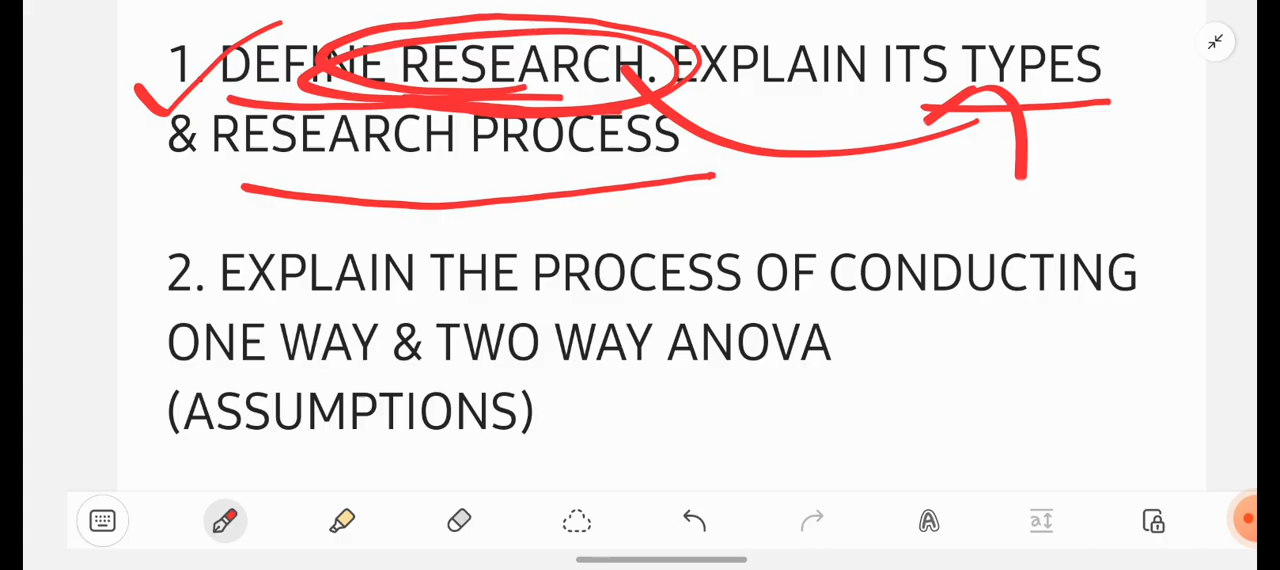 1. DEFINE RESEARCH. EXPLAIN ITS TYPES
& RESEARCH PROCESS
2. EXPLAIN THE PROCESS OF CONDUCTING
ONE WAY & TWO WAY ANOVA
(ASSUMPTIONS)